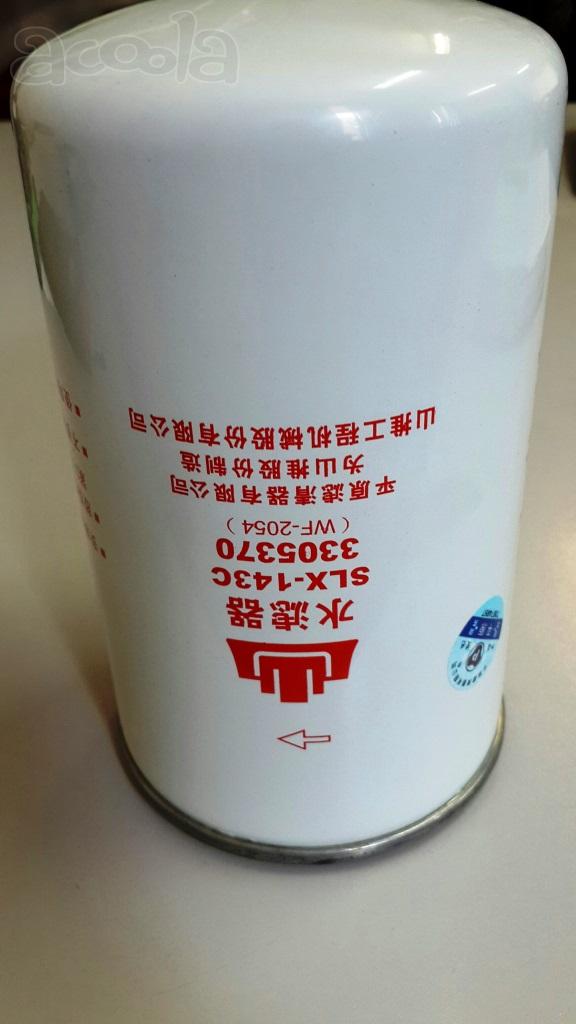 acoola
水滤器
SLX-143C
3305370
（WF-2054）
平原滤清器有限公司
为山推股份制造
山推工程机械股份有限公司